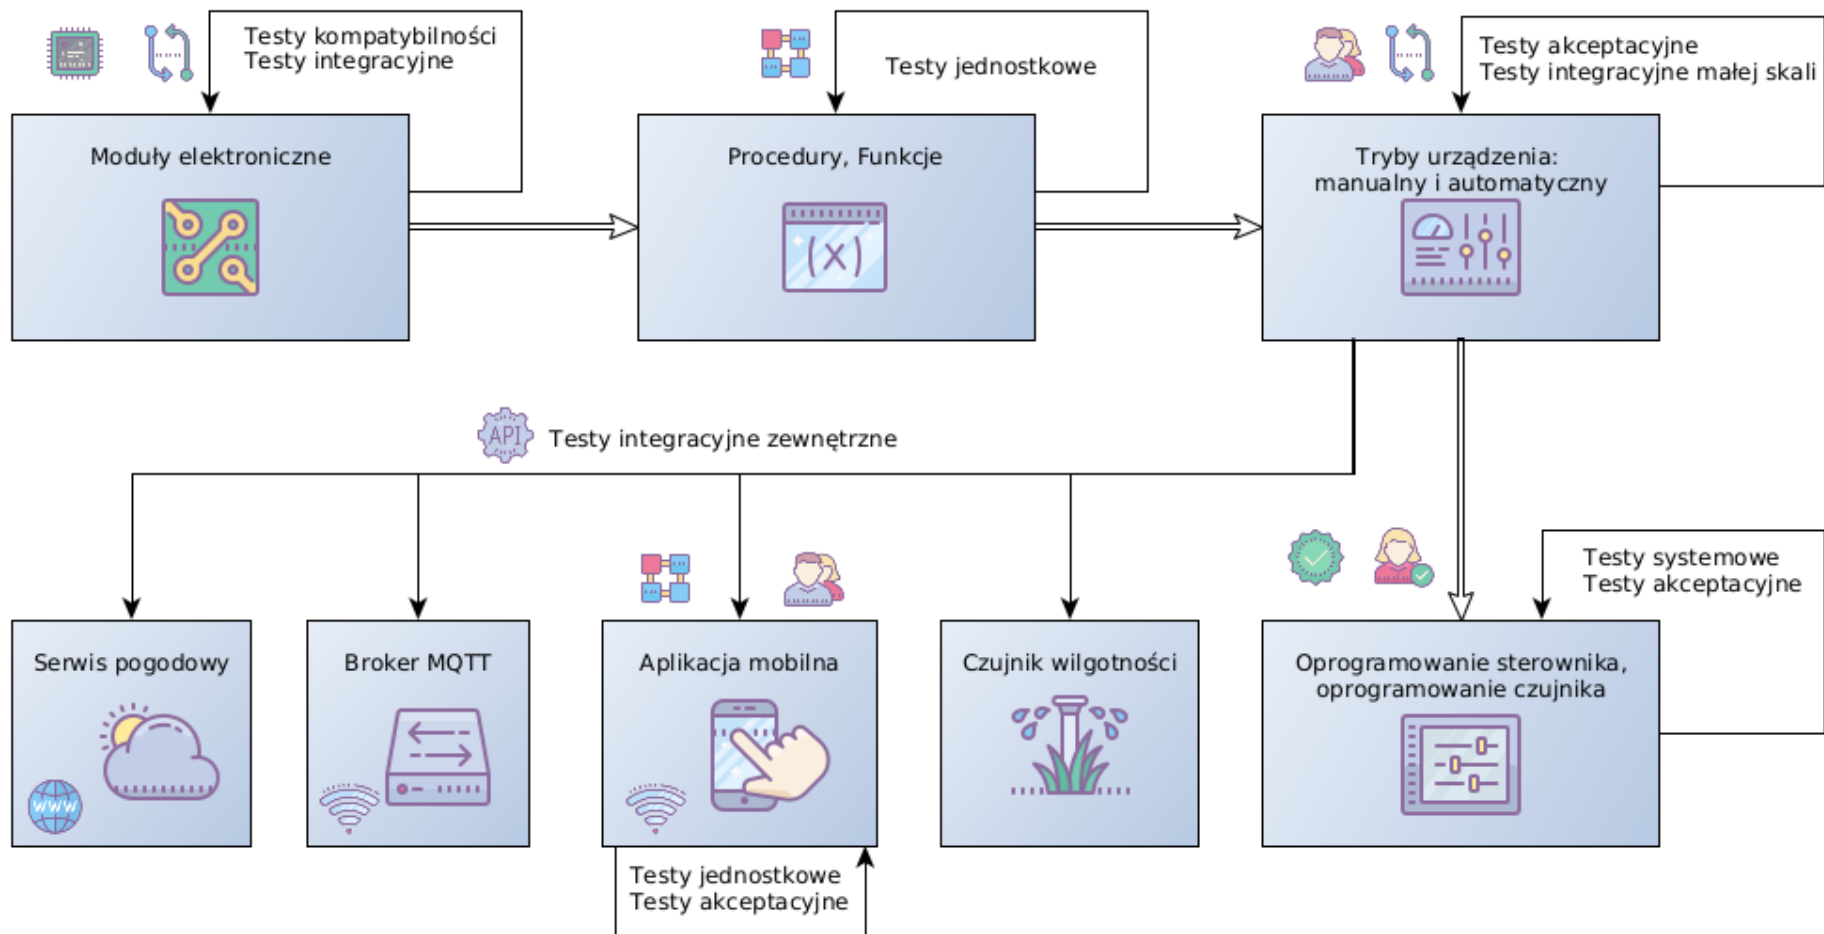 Testy kompatybilności
Testy integracyjne
Testy jednostkowe
Testy akceptacyjne
Testy integracyjne małej skali
Moduły elektroniczne
Procedury, Funkcje
(x)
Tryby urządzenia:
manualny i automatyczny
API
Testy integracyjne zewnętrzne
Testy systemowe
Testy akceptacyjne
Serwis pogodowy
WWW
Broker MQTT
Aplikacja mobilna
Czujnik wilgotności
Oprogramowanie sterownika,
oprogramowanie czujnika
Testy jednostkowe
Testy akceptacyjne